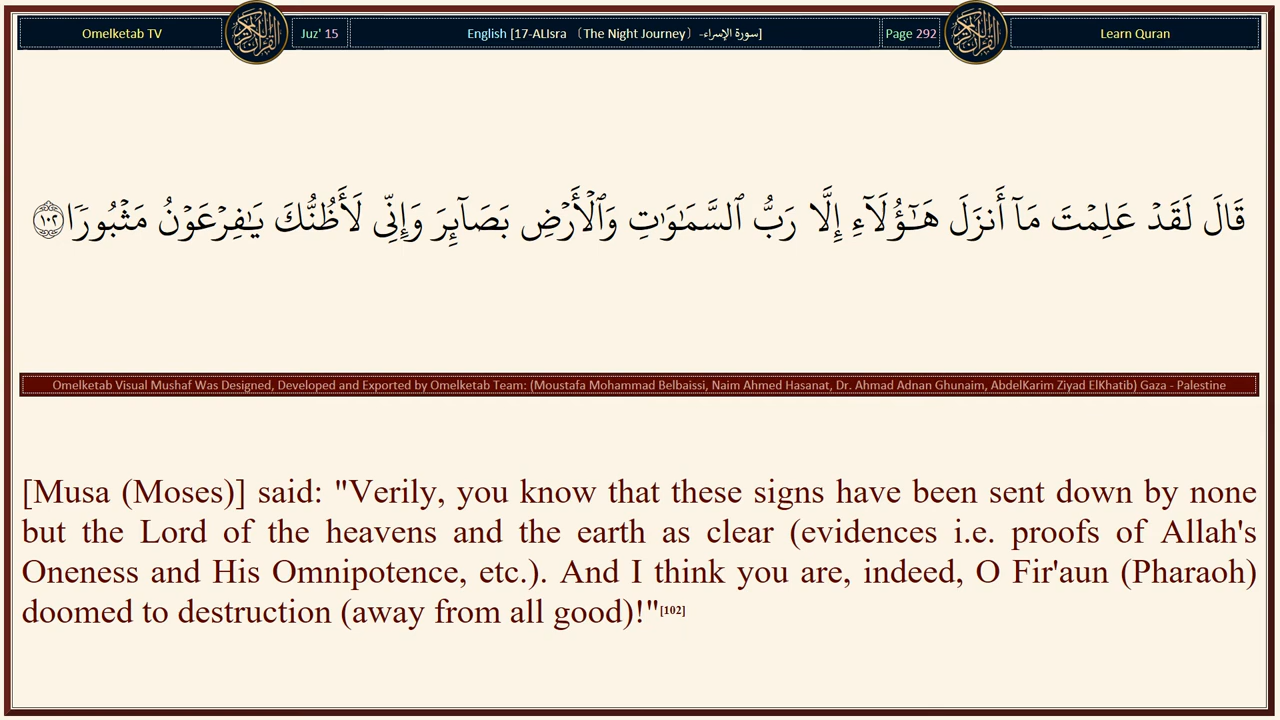 Omelketab TV
Juz' 15
English [17-ALIsra (The Night Journey) -سورة الإسراء]
Page 292
Learn Quran
قَالَ لَقَدۡ عَلِمۡتَ مَآ أَنزَلَ هَٰٓؤُلَآءِ إِلَّا رَبُّ ٱلسَّمَٰوَٰتِ وَٱلۡأَرۡضِ بَصَآئِرَ وَإِنِّي لَأَظُنُّكَ يَٰفِرۡعَوۡنُ مَثۡبُورٗا ١٠٢
Omelketab Visual Mushaf Was Designed, Developed and Exported by Omelketab Team: (Moustafa Mohammad Belbaissi, Naim Ahmed Hasanat, Dr. Ahmad Adnan Ghunaim, AbdelKarim Ziyad ElKhatib) Gaza - Palestine
[Musa (Moses)] said: "Verily, you know that these signs have been sent down by none
but the Lord of the heavens and the earth as clear (evidences i.e. proofs of Allah's
Oneness and His Omnipotence, etc.). And I think you are, indeed, O Fir'aun (Pharaoh)
doomed to destruction (away from all good)!"[102]